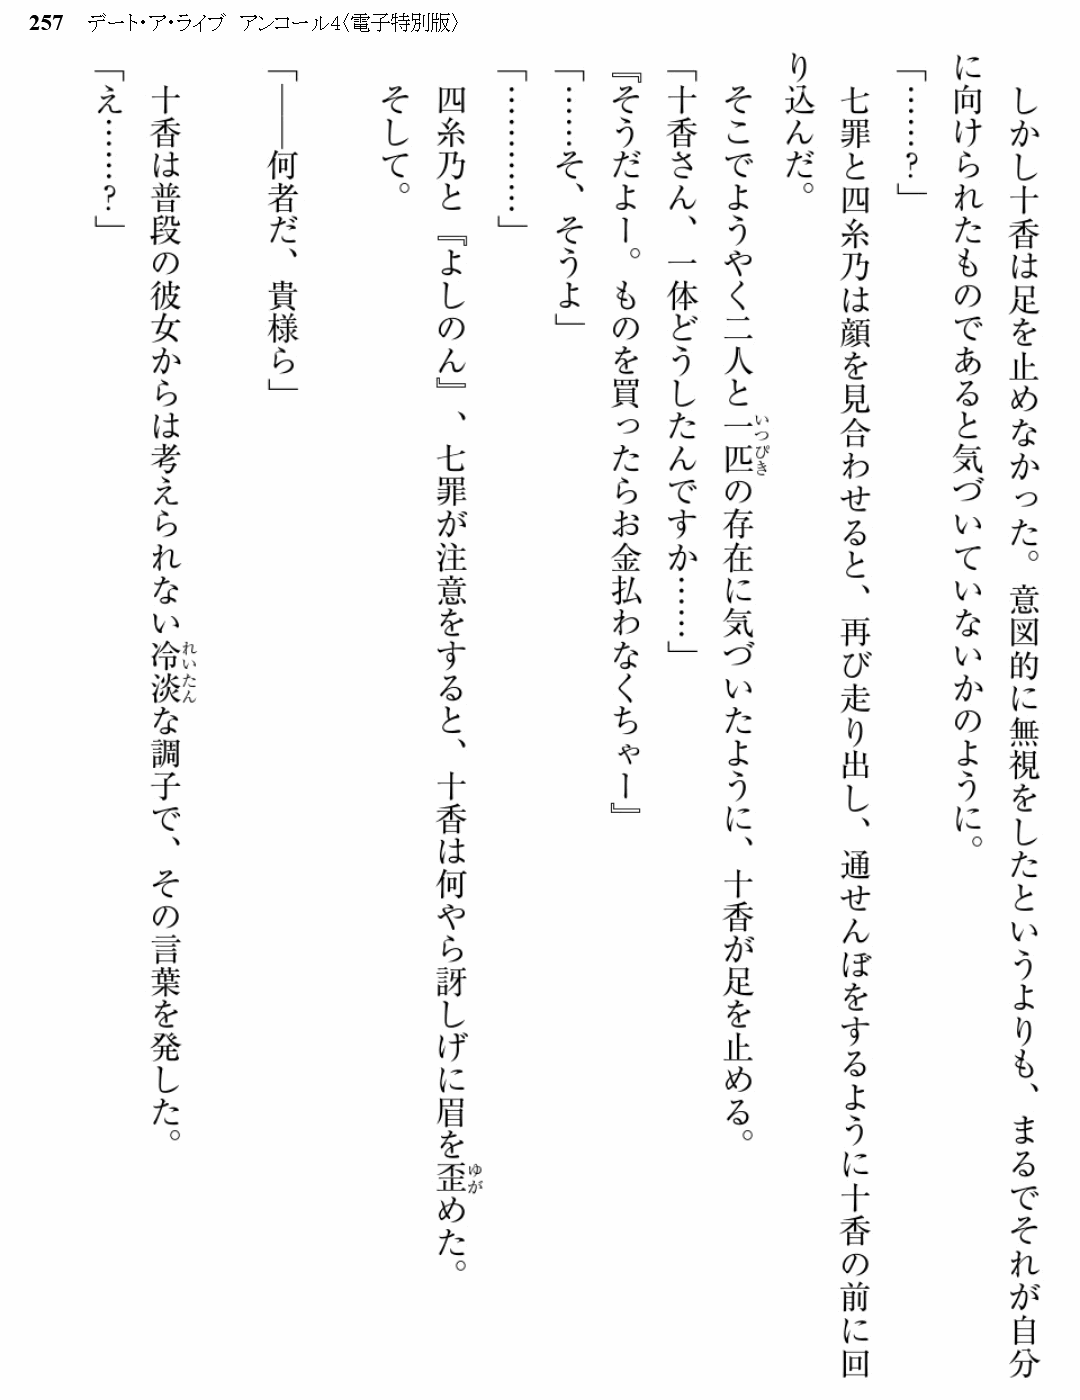 257 デート・ア・ライブ アンコール4〈電子特別版〉
しかし十香は足を止めなかった。意図的に無視をしたというよりも、まるでそれが自分
に向けられたものであると気づいていないかのように。
「……?」
七罪と四糸乃は顔を見合わせると、再び走り出し、通せんぼをするように十香の前に回
り込んだ。
そこでようやく二人と一匹の存在に気づいたように、十香が足を止める。
いつぴき
「十香さん、一体どうしたんですか……」
『そうだよー。ものを買ったらお金払わなくちゃー』
「……そ、そうよ」
「…………」
四糸乃と『よしのん』、七罪が注意をすると、十香は何やら訝しげに眉を歪めた。
ゆが
そして。
「――何者だ、貴様ら」
十香は普段の彼女からは考えられない冷淡な調子で、その言葉を発した。
れいたん
「え……?」